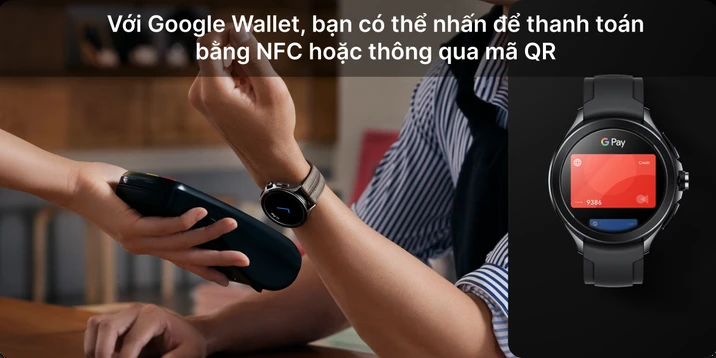 Với Google Wallet, bạn có thể nhấn để thanh toán
bằng NFC hoặc thông qua mã QR
G Pay
Credit
9386